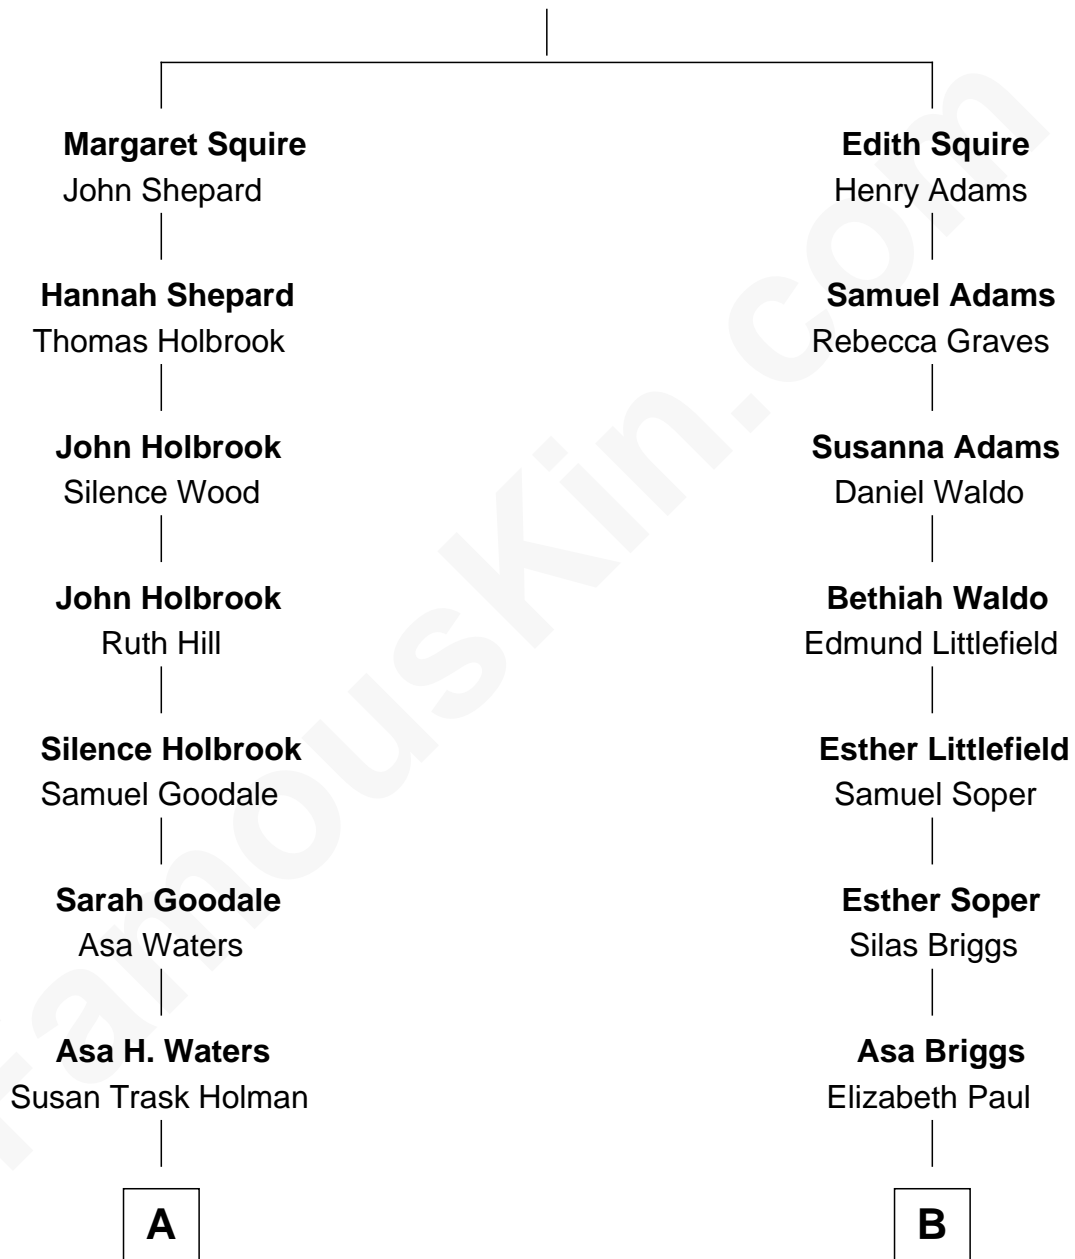 Margaret Squire
John Shepard
Hannah Shepard
Thomas Holbrook
John Holbrook
Silence Wood
John Holbrook
Ruth Hill
Silence Holbrook
Samuel Goodale
Sarah Goodale
Asa Waters
Asa H. Waters
Susan Trask Holman
A
Edith Squire
Henry Adams
Samuel Adams
Rebecca Graves
Susanna Adams
Daniel Waldo
Bethiah Waldo
Edmund Littlefield
Esther Littlefield
Samuel Soper
Esther Soper
Silas Briggs
Asa Briggs
Elizabeth Paul
B
FamousKin.com